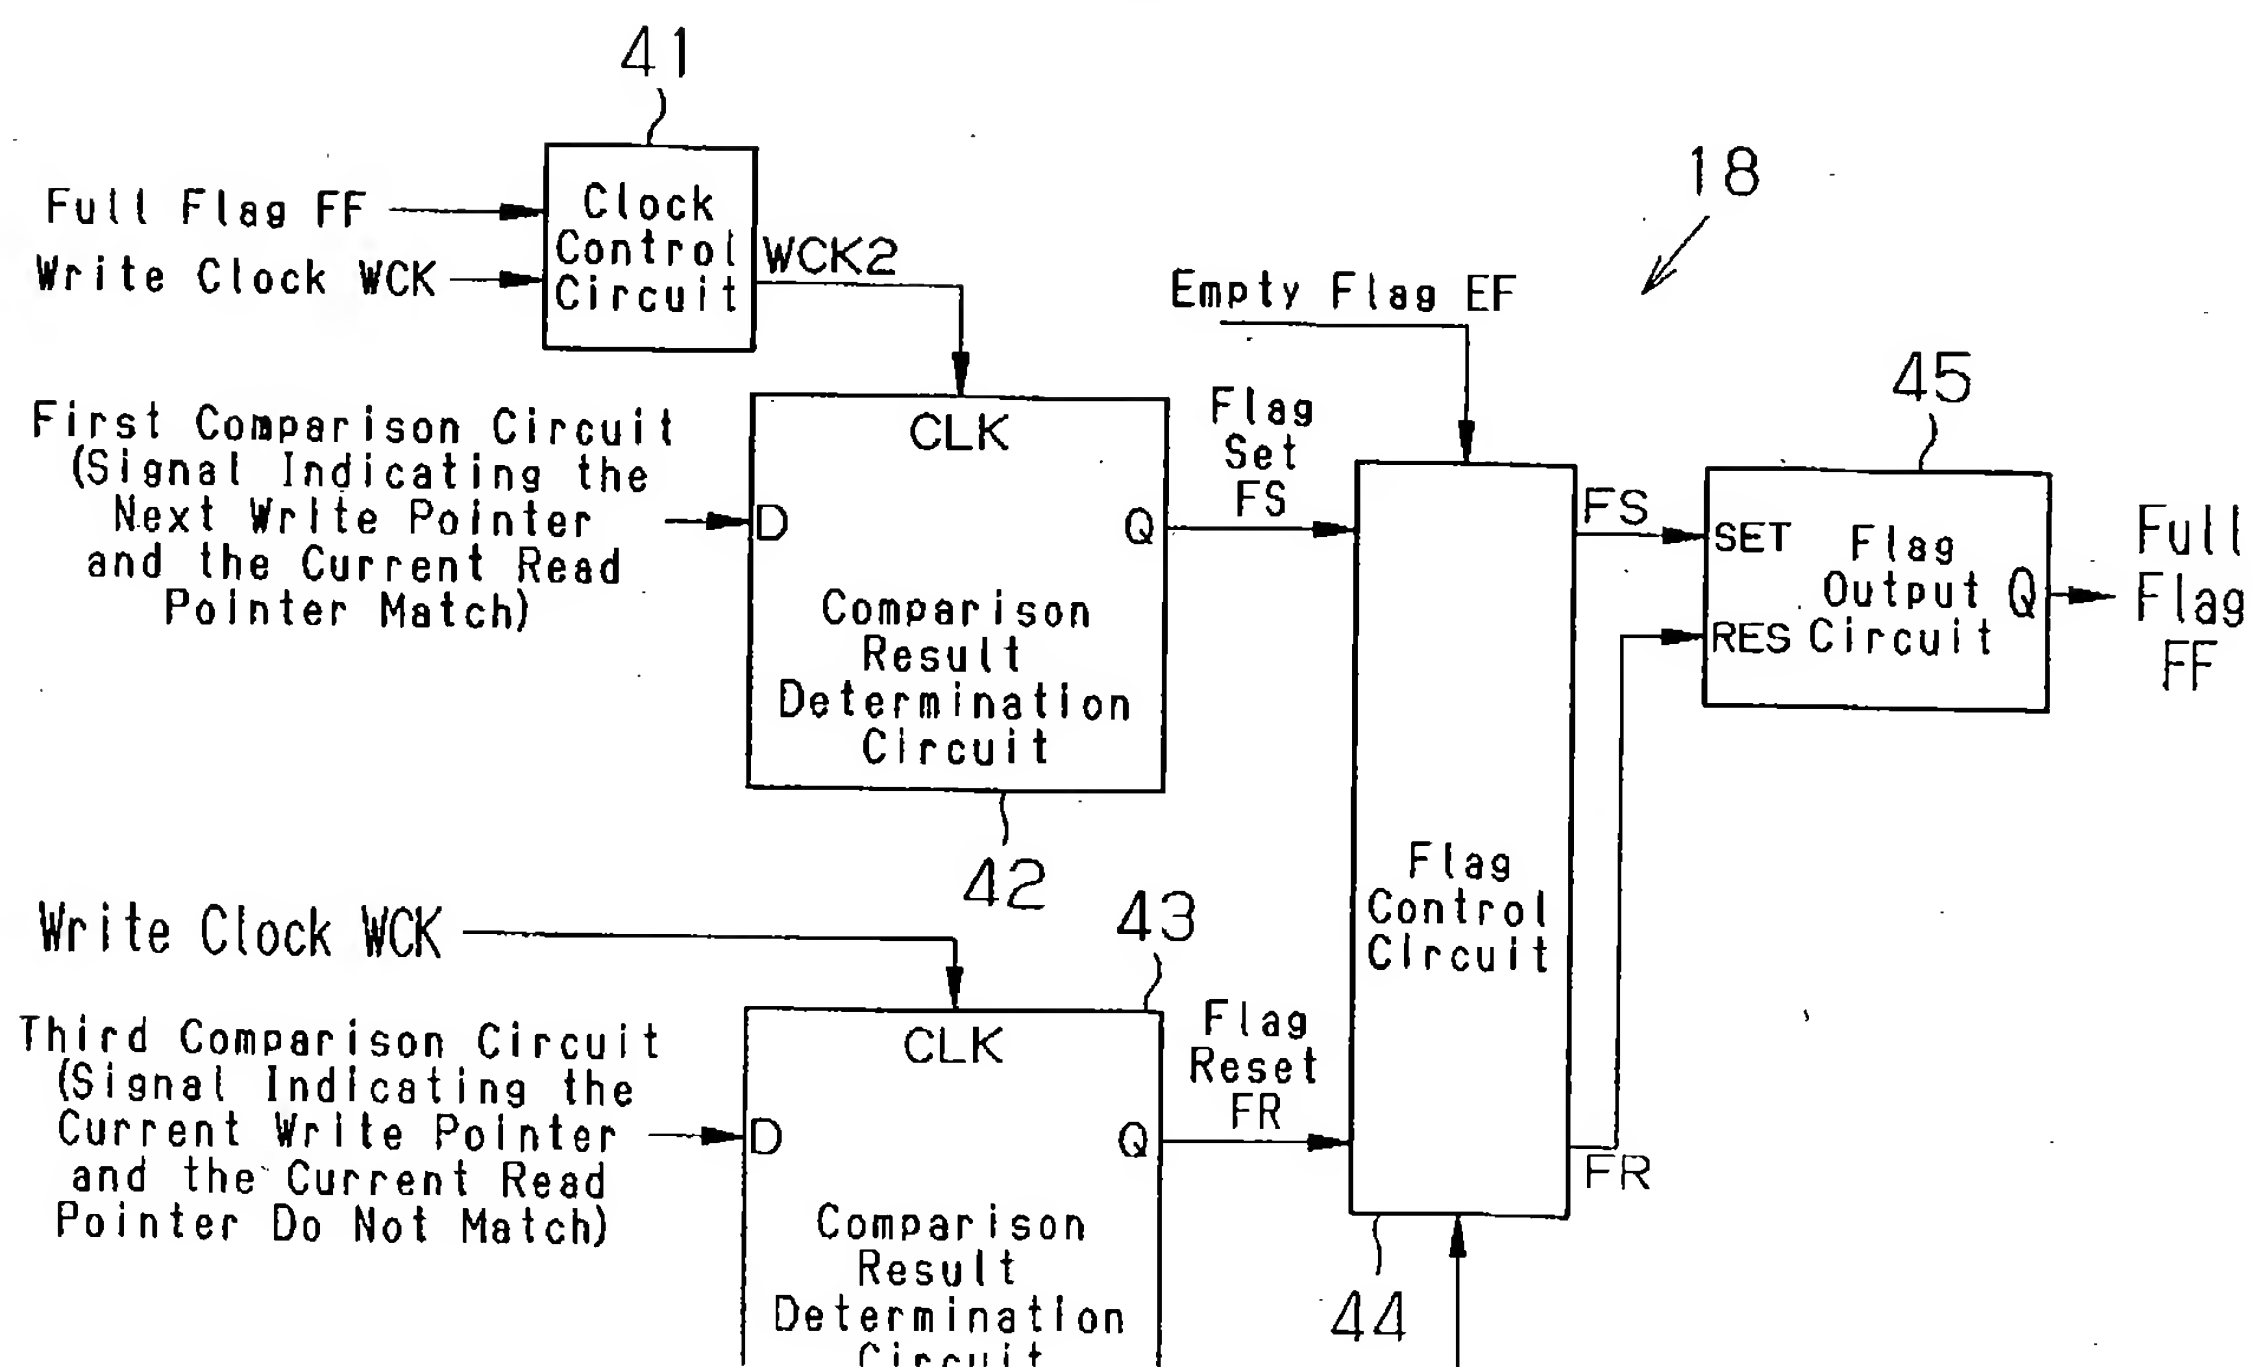 41
18
Full Flag FF
Write Clock WCK
Clock
Control
Circuit
WCK2
Empty Flag EF
45
First Comparison Circuit
(Signal Indicating the
Next Write Pointer
and the Current Read
Pointer Match)
CLK
D
Q
Comparison
Result
Determination
Circuit
42
Flag
Set
FS
FS
SET
RES
Flag
Output
Circuit
Q
Full
Flag
FF
Flag
Control
Circuit
Write Clock WCK
43
Third Comparison Circuit
(Signal Indicating the
Current Write Pointer
and the Current Read
Pointer Do Not Match)
CLK
D
Q
Comparison
Result
Determination
Circuit
Flag
Reset
FR
FR
44